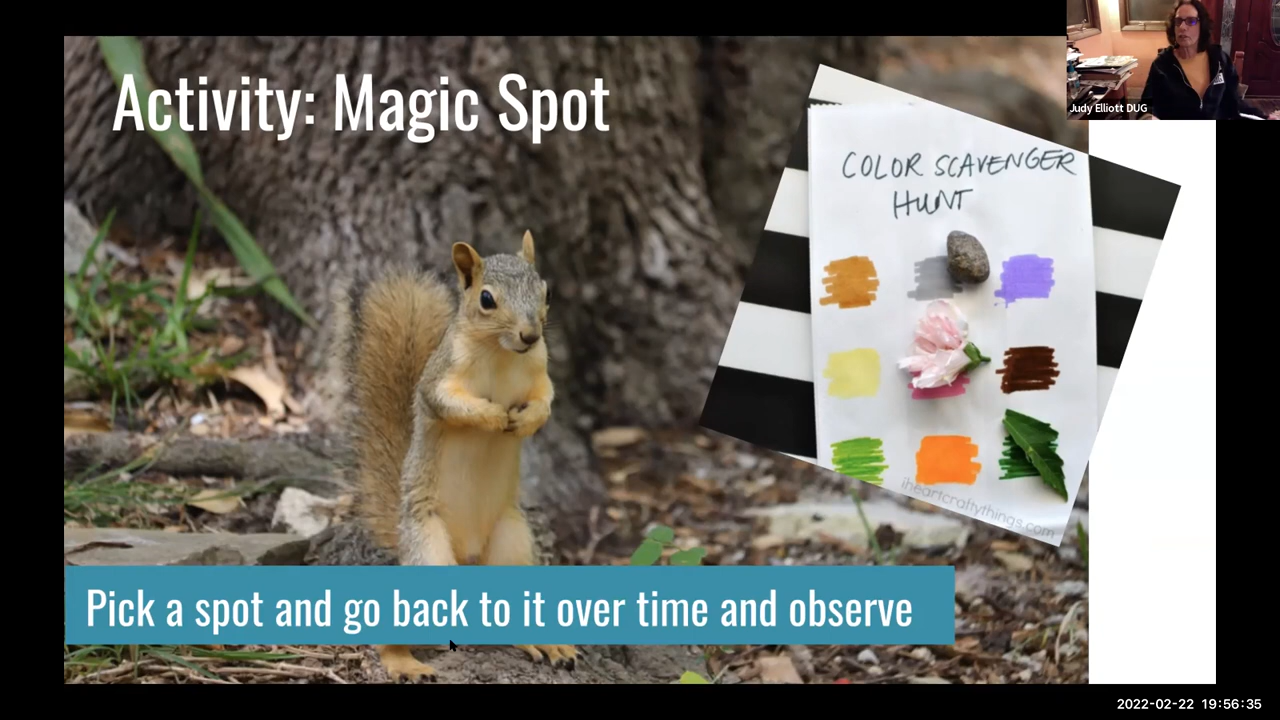 Activity: Magic Spot
Judy Elliott DUG
COLOR SCAVENGER
HUNT
iheartcraftythings.com
Pick a spot and go back to it over time and observe
2022-02-22 19:56:35